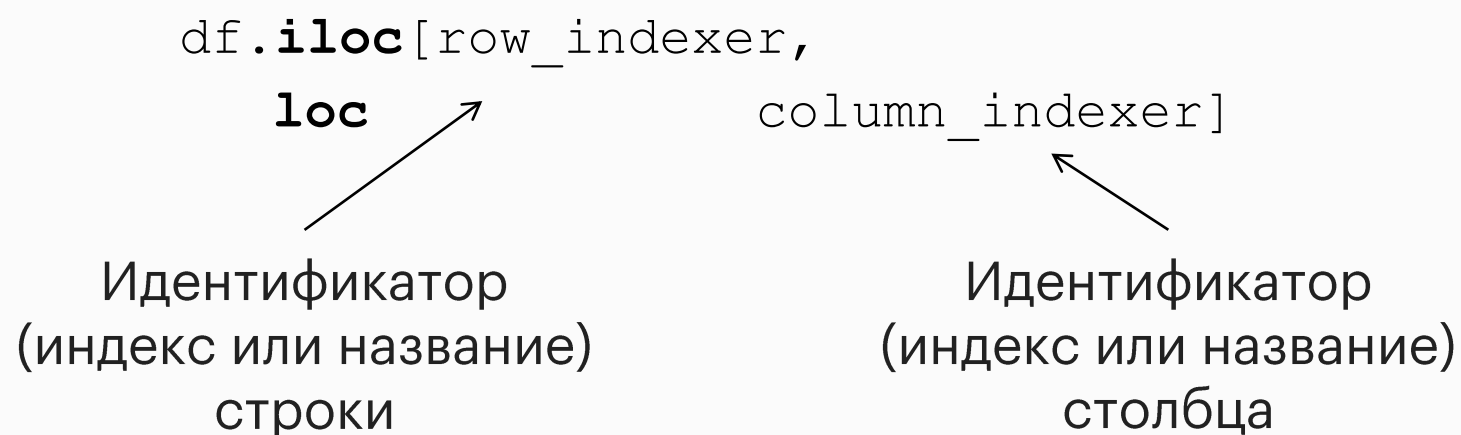 df.iloc[row_indexer,
loc column_indexer]
Идентификатор
(индекс или название)
строки
Идентификатор
(индекс или название)
столбца